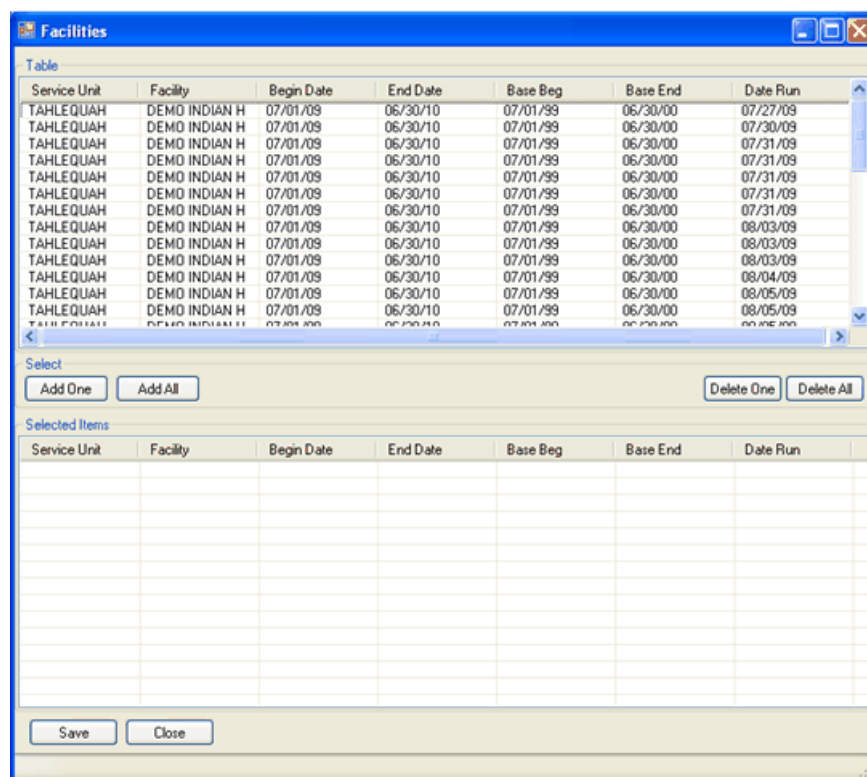 Facilities
Table
Service Unit Facility Begin Date End Date Base Beg Base End Date Run
TAHLEQUAH DEMO INDIAN H 07/01/09 06/30/10 07/01/99 06/30/00 07/27/09
TAHLEQUAH DEMO INDIAN H 07/01/09 06/30/10 07/01/99 06/30/00 07/30/09
TAHLEQUAH DEMO INDIAN H 07/01/09 06/30/10 07/01/99 06/30/00 07/31/09
TAHLEQUAH DEMO INDIAN H 07/01/09 06/30/10 07/01/99 06/30/00 07/31/09
TAHLEQUAH DEMO INDIAN H 07/01/09 06/30/10 07/01/99 06/30/00 07/31/09
TAHLEQUAH DEMO INDIAN H 07/01/09 06/30/10 07/01/99 06/30/00 07/31/09
TAHLEQUAH DEMO INDIAN H 07/01/09 06/30/10 07/01/99 06/30/00 07/31/09
TAHLEQUAH DEMO INDIAN H 07/01/09 06/30/10 07/01/99 06/30/00 08/03/09
TAHLEQUAH DEMO INDIAN H 07/01/09 06/30/10 07/01/99 06/30/00 08/03/09
TAHLEQUAH DEMO INDIAN H 07/01/09 06/30/10 07/01/99 06/30/00 08/03/09
TAHLEQUAH DEMO INDIAN H 07/01/09 06/30/10 07/01/99 06/30/00 08/04/09
TAHLEQUAH DEMO INDIAN H 07/01/09 06/30/10 07/01/99 06/30/00 08/05/09
TAHLEQUAH DEMO INDIAN H 07/01/09 06/30/10 07/01/99 06/30/00 08/05/09
Select
Add One Add All Delete One Delete All
Selected Items
Service Unit Facility Begin Date End Date Base Beg Base End Date Run
Save Close